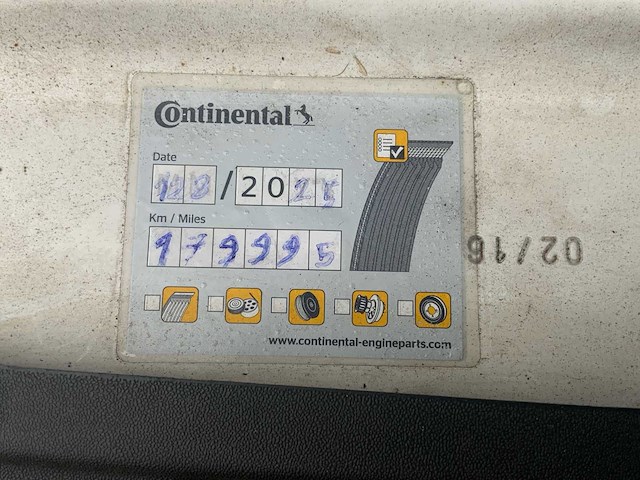 Continental
Date
/2025
Km / Miles
179995
02/16
www.continental-engineparts.com